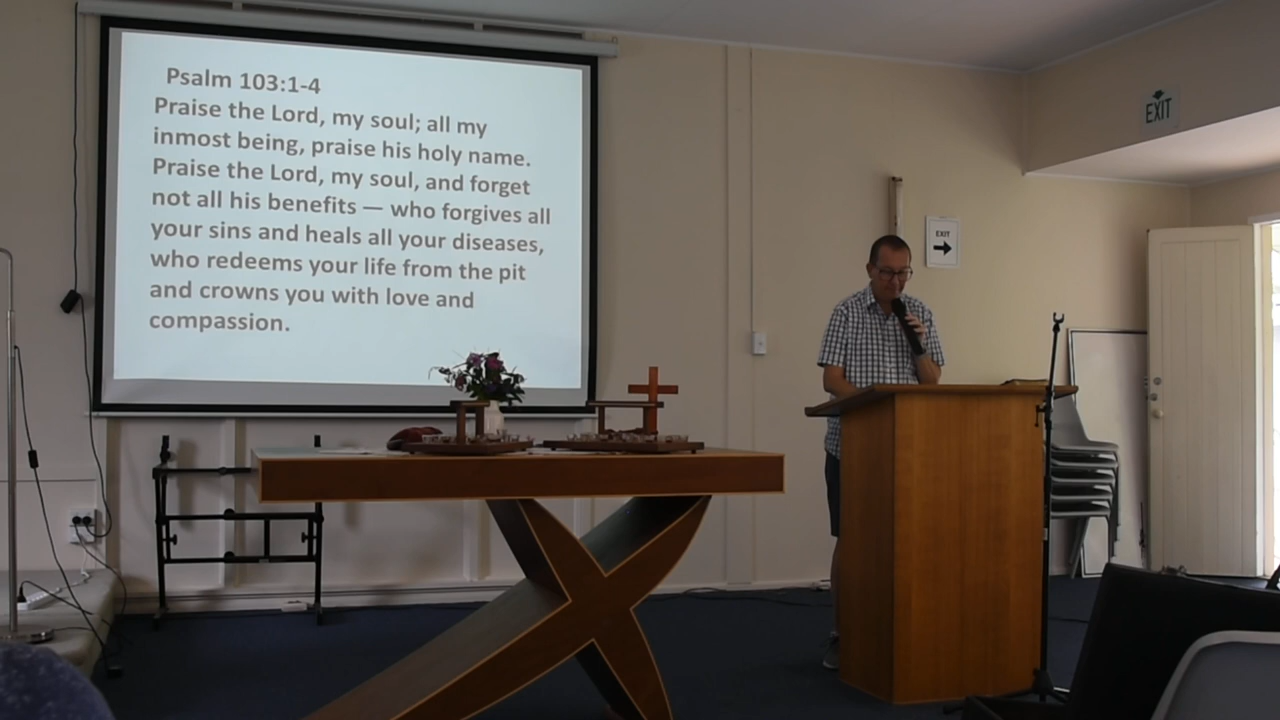 Psalm 103:1-4
Praise the Lord, my soul; all my
inmost being, praise his holy name.
Praise the Lord, my soul, and forget
not all his benefits — who forgives all
your sins and heals all your diseases,
who redeems your life from the pit
and crowns you with love and
compassion.
EXIT
EXIT